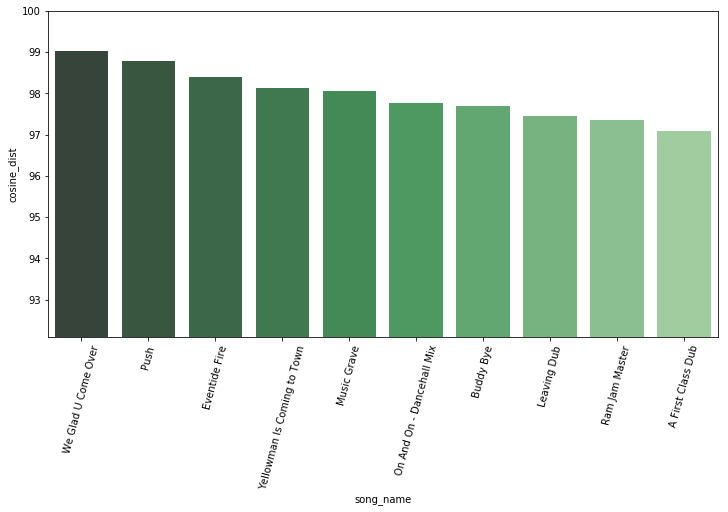 100
99
98
97
96
95
94
93
cosine_dist
We Glad U Come Over
Push
Eventide Fire
Yellowman Is Coming to Town
Music Grave
On And On - Dancehall Mix
Buddy Bye
Leaving Dub
Ram Jam Master
A First Class Dub
song_name